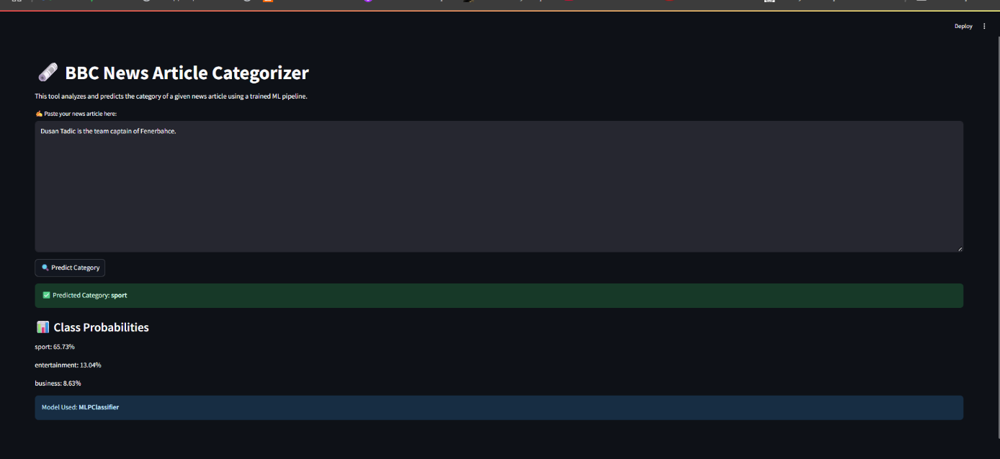 Deploy
BBC News Article Categorizer
This tool analyzes and predicts the category of a given news article using a trained ML pipeline.
Paste your news article here:
Dusan Tadic is the team captain of Fenerbahce.
Predict Category
Predicted Category: sport
Class Probabilities
sport: 65.73%
entertainment: 13.04%
business: 8.63%
Model Used: MLPClassifier